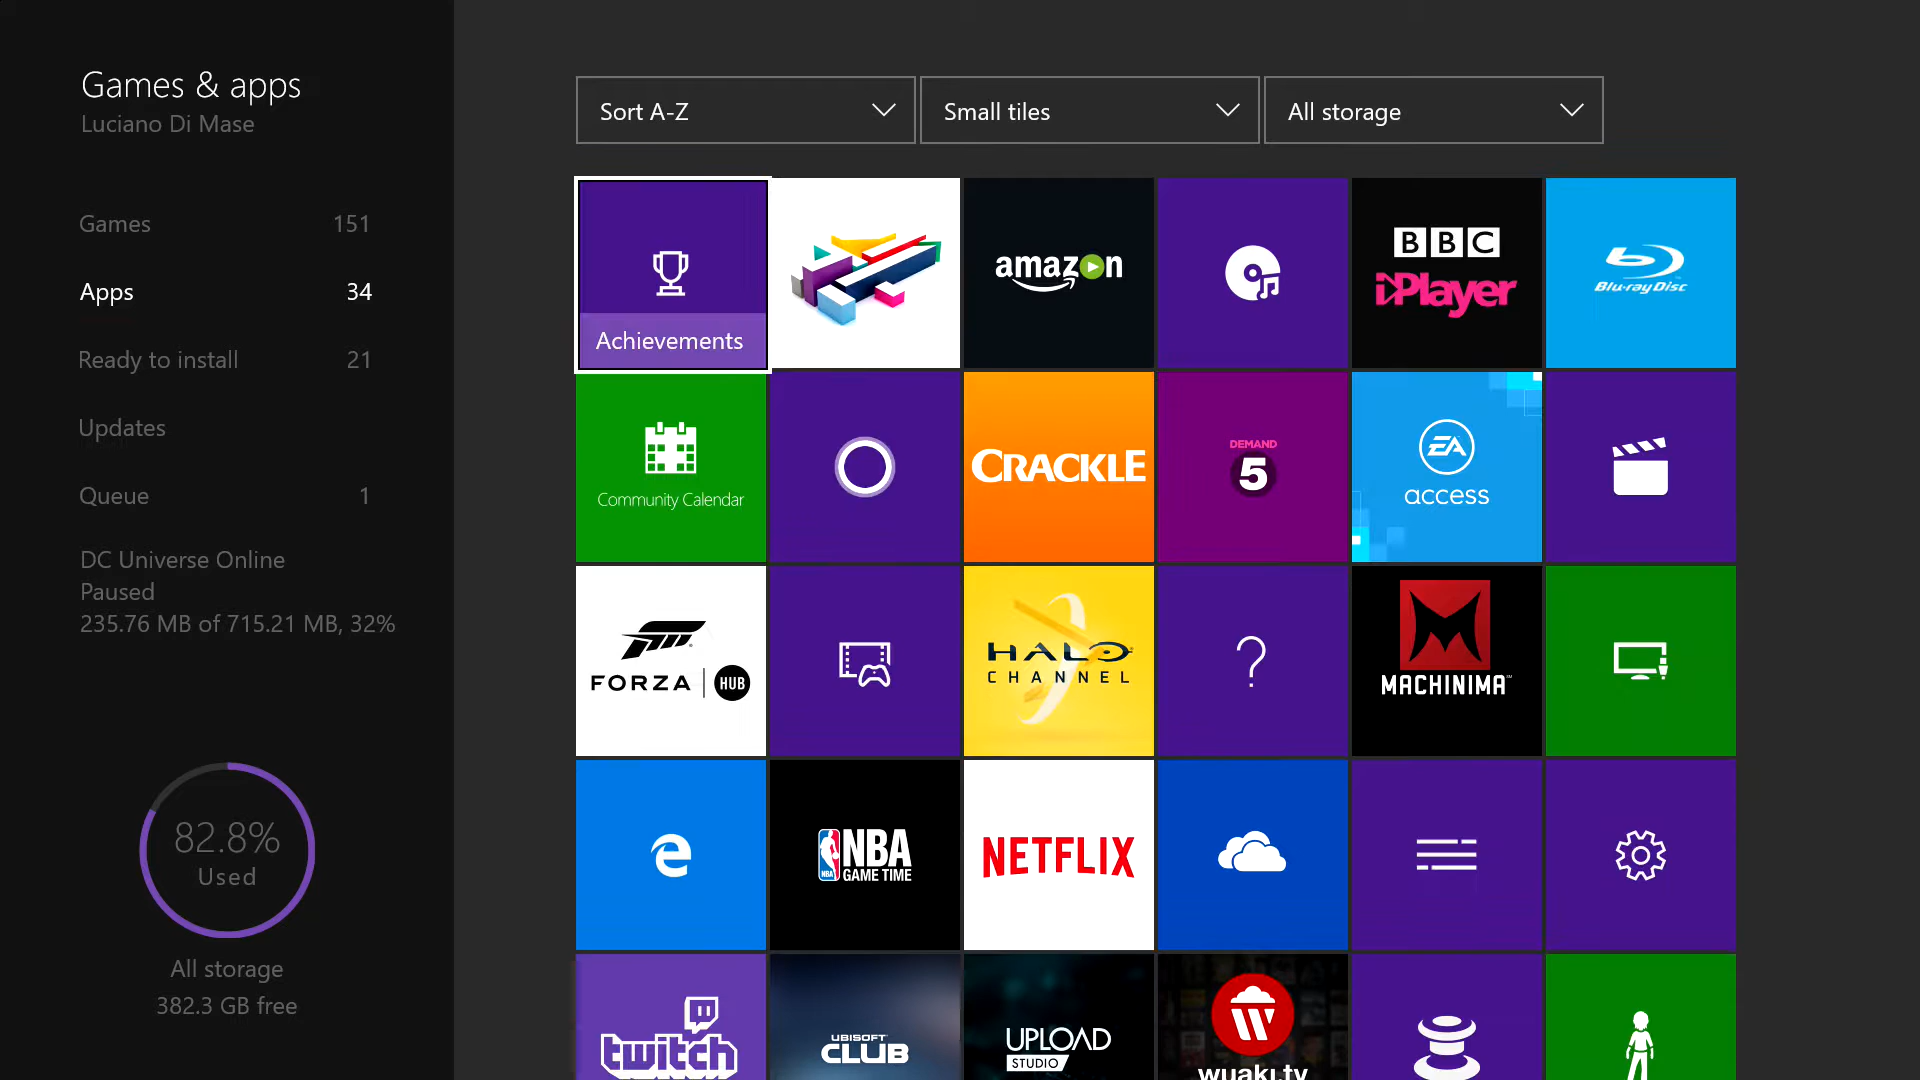 Games & apps
Luciano Di Mase
Games 151
Apps 34
Ready to install 21
Updates
Queue 1
DC Universe Online
Paused
235.76 MB of 715.21 MB, 32%
82.8%
Used
All storage
382.3 GB free
Sort A-Z
Small tiles
All storage
Achievements
amazon
BBC
iPlayer
Blu-ray Disc
Community Calendar
CRACKLE
DEMAND
5
EA
access
FORZA HUB
HALO
CHANNEL
?
MACHINIMA
NBA
NBA
GAME TIME
NETFLIX
twitch
UBISOFT
CLUB
UPLOAD
STUDIO
wuaki.tv